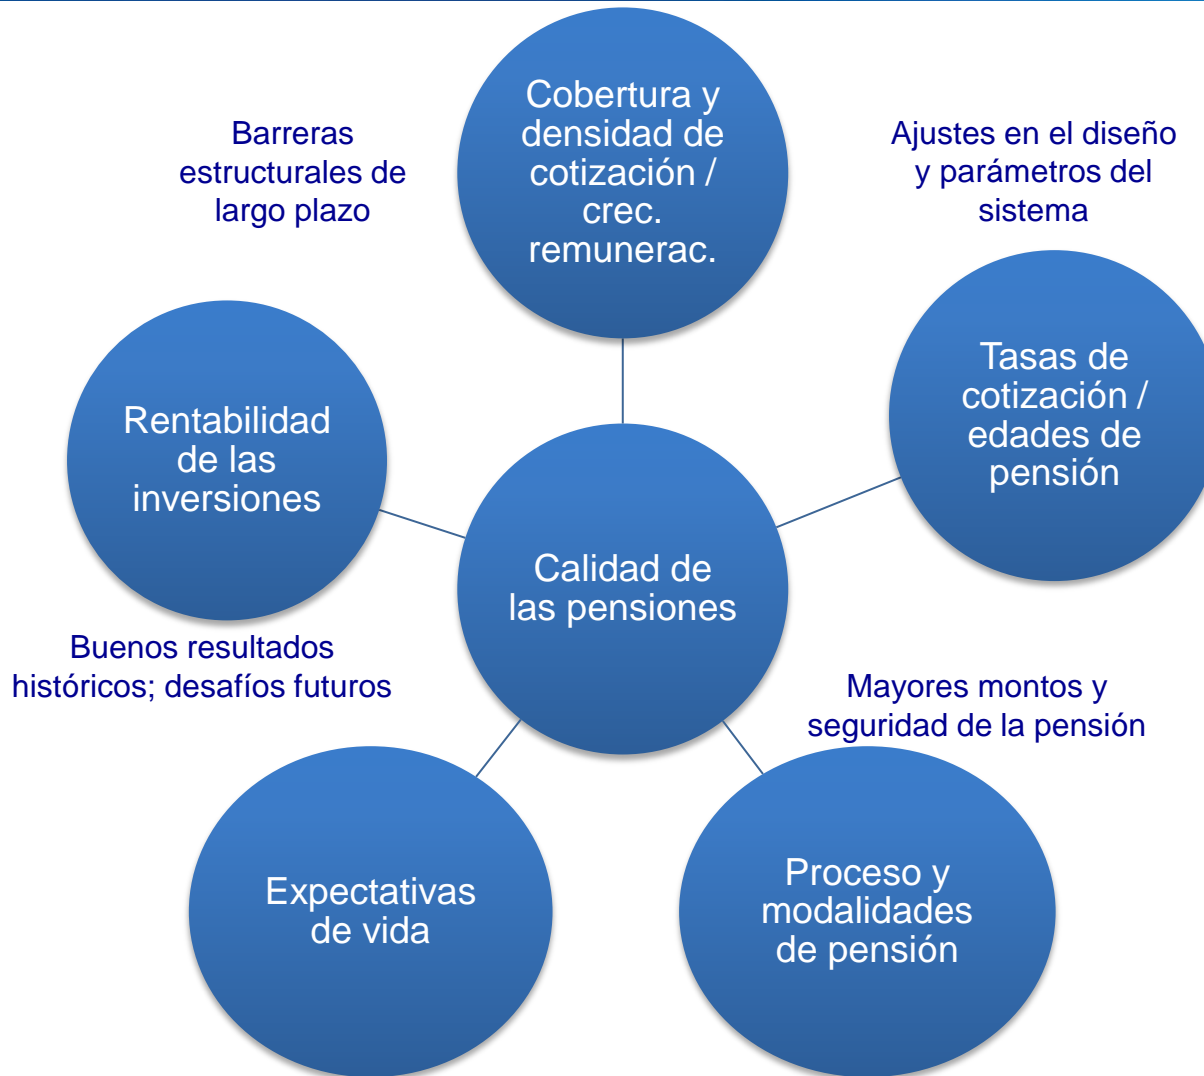 Cobertura y
densidad de
cotización /
crec.
remunerac.
Barreras
estructurales de
largo plazo
Ajustes en el diseño
y parámetros del
sistema
Tasas de
cotización /
edades de
pensión
Rentabilidad
de las
inversiones
Calidad de
las pensiones
Buenos resultados
históricos; desafíos futuros
Mayores montos y
seguridad de la pensión
Expectativas
de vida
Proceso y
modalidades
de pensión